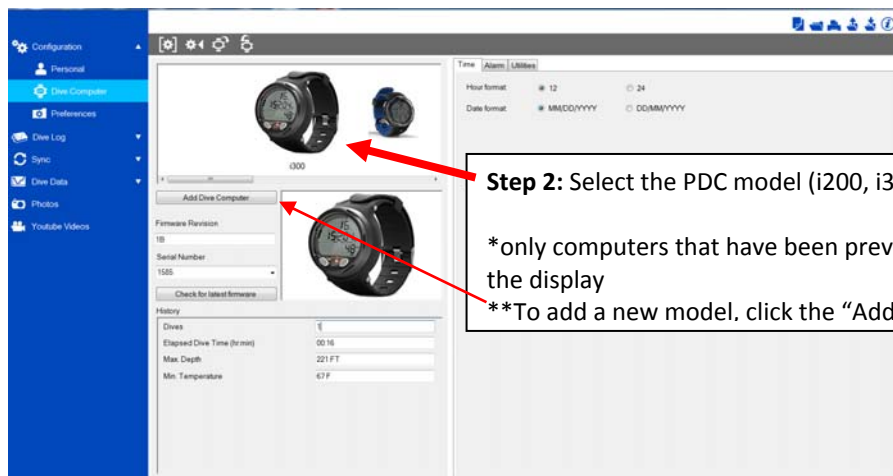 Configuration
Personal
Dive Computer
Preferences
Dive Log
Sync
Dive Data
Photos
Youtube Videos
i300
Add Dive Computer
Firmware Revision
1B
Serial Number
1585
Check for latest firmware
History
Dives 1
Elapsed Dive Time (hr:min) 00:16
Max. Depth 221 FT
Min. Temperature 67 F
Time Alarm Utilities
Hour format: 12 24
Date format: MM/DD/YYYY DD/MM/YYYY
Step 2: Select the PDC model (i200, i3
*only computers that have been prev
the display
**To add a new model, click the “Add